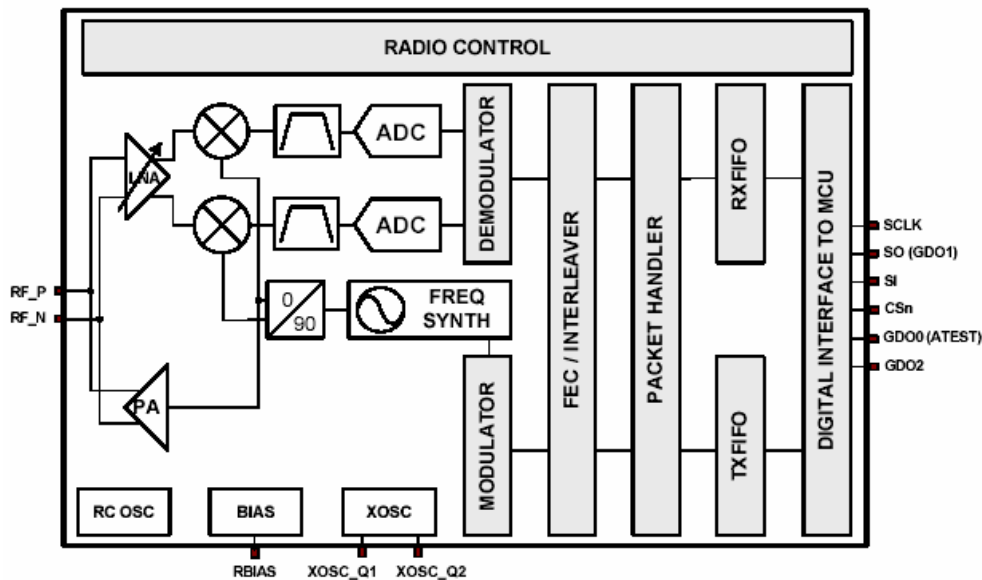 RADIO CONTROL
LNA
ADC
ADC
DEMODULATOR
FEC / INTERLEAVER
PACKET HANDLER
RXFIFO
DIGITAL INTERFACE TO MCU
SCLK
SO (GDO1)
SI
CSn
GDO0 (ATEST)
GDO2
RF_P
RF_N
0
90
FREQ
SYNTH
PA
MODULATOR
TXFIFO
RC OSC
BIAS
XOSC
RBIAS
XOSC_Q1
XOSC_Q2